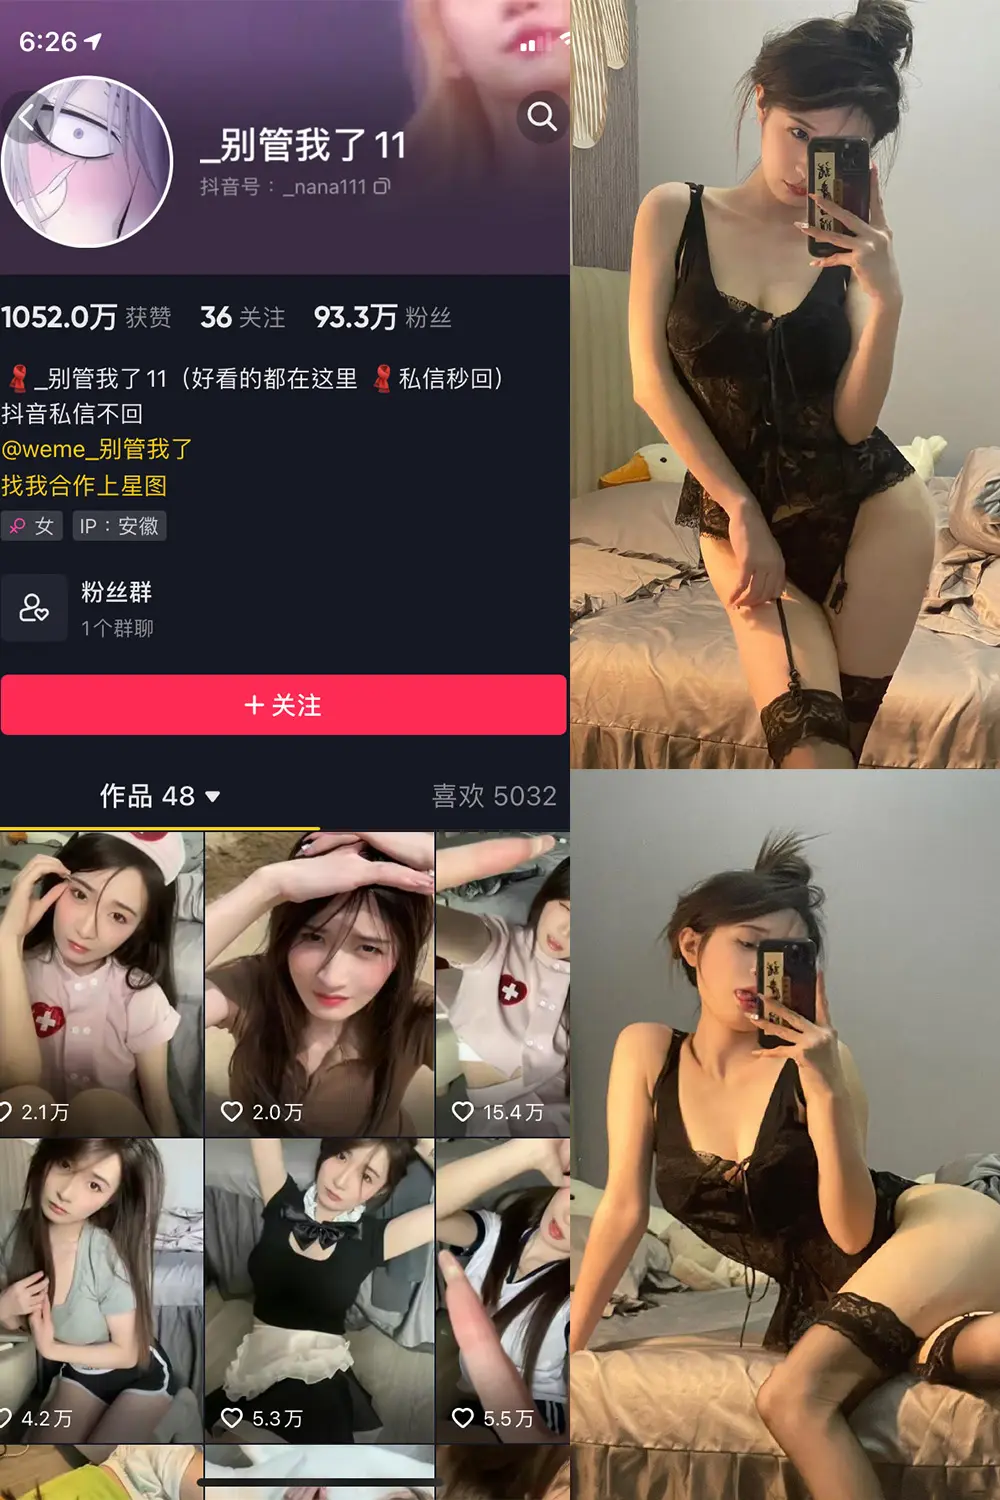 6:26
_别管我了11
抖音号：_nana111
1052.0万 获赞 36 关注 93.3万 粉丝
_别管我了11（好看的都在这里 私信秒回）
抖音私信不回
@weme_别管我了
找我合作上星图
女 IP：安徽
粉丝群
1个群聊
+ 关注
作品 48 喜欢 5032
2.1万 2.0万 15.4万
4.2万 5.3万 5.5万